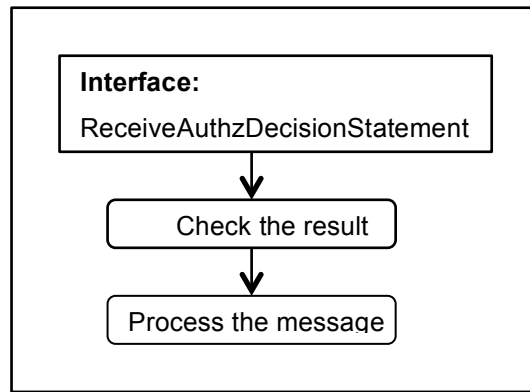 Interface:
ReceiveAuthzDecisionStatement
Check the result
Process the message